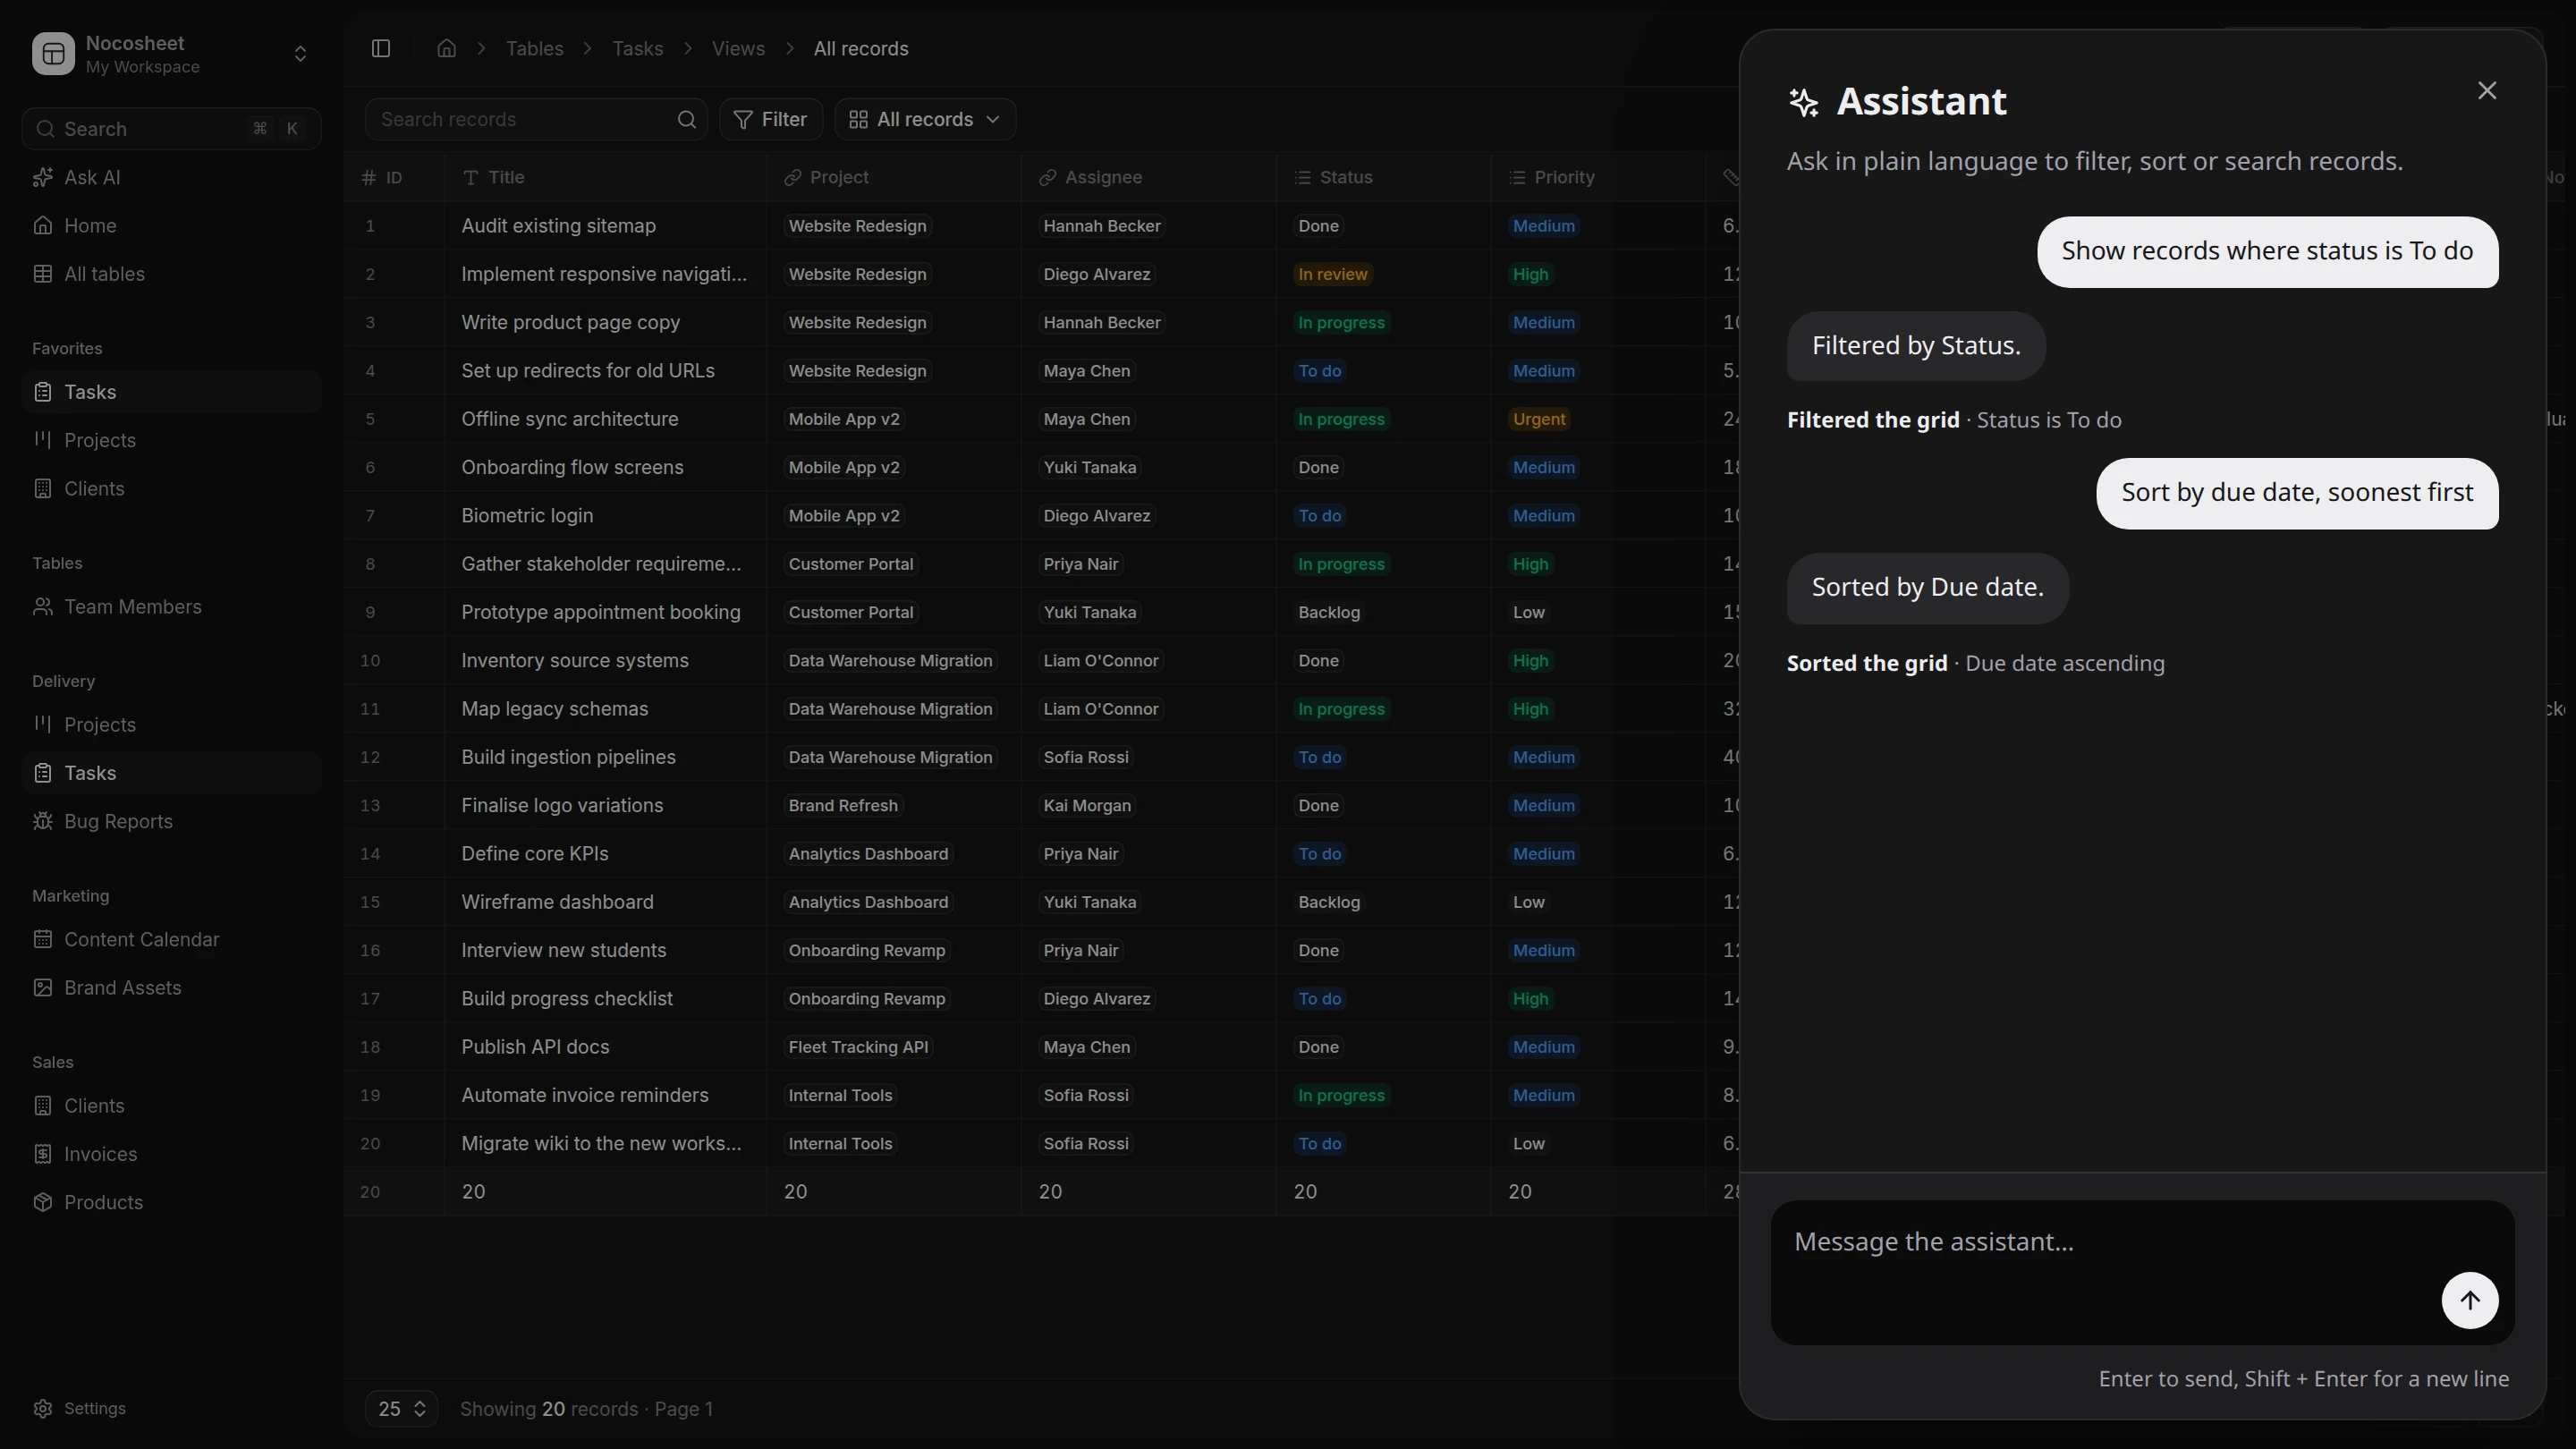 Nocosheet
My Workspace
Search ⌘ K
Ask AI
Home
All tables
Favorites
Tasks
Projects
Clients
Tables
Team Members
Delivery
Projects
Tasks
Bug Reports
Marketing
Content Calendar
Brand Assets
Sales
Clients
Invoices
Products
Settings
Tables Tasks Views All records
Search records Filter All records
# ID Title Project Assignee Status Priority
1 Audit existing sitemap Website Redesign Hannah Becker Done Medium
2 Implement responsive navigati... Website Redesign Diego Alvarez In review High
3 Write product page copy Website Redesign Hannah Becker In progress Medium
4 Set up redirects for old URLs Website Redesign Maya Chen To do Medium
5 Offline sync architecture Mobile App v2 Maya Chen In progress Urgent
6 Onboarding flow screens Mobile App v2 Yuki Tanaka Done Medium
7 Biometric login Mobile App v2 Diego Alvarez To do Medium
8 Gather stakeholder requireme... Customer Portal Priya Nair In progress High
9 Prototype appointment booking Customer Portal Yuki Tanaka Backlog Low
10 Inventory source systems Data Warehouse Migration Liam O'Connor Done High
11 Map legacy schemas Data Warehouse Migration Liam O'Connor In progress High
12 Build ingestion pipelines Data Warehouse Migration Sofia Rossi To do Medium
13 Finalise logo variations Brand Refresh Kai Morgan Done Medium
14 Define core KPIs Analytics Dashboard Priya Nair To do Medium
15 Wireframe dashboard Analytics Dashboard Yuki Tanaka Backlog Low
16 Interview new students Onboarding Revamp Priya Nair Done Medium
17 Build progress checklist Onboarding Revamp Diego Alvarez To do High
18 Publish API docs Fleet Tracking API Maya Chen Done Medium
19 Automate invoice reminders Internal Tools Sofia Rossi In progress Medium
20 Migrate wiki to the new works... Internal Tools Sofia Rossi To do Low
20 20 20 20 20 20
25 Showing 20 records · Page 1
Assistant
Ask in plain language to filter, sort or search records.
Show records where status is To do
Filtered by Status.
Filtered the grid · Status is To do
Sort by due date, soonest first
Sorted by Due date.
Sorted the grid · Due date ascending
Message the assistant...
Enter to send, Shift + Enter for a new line